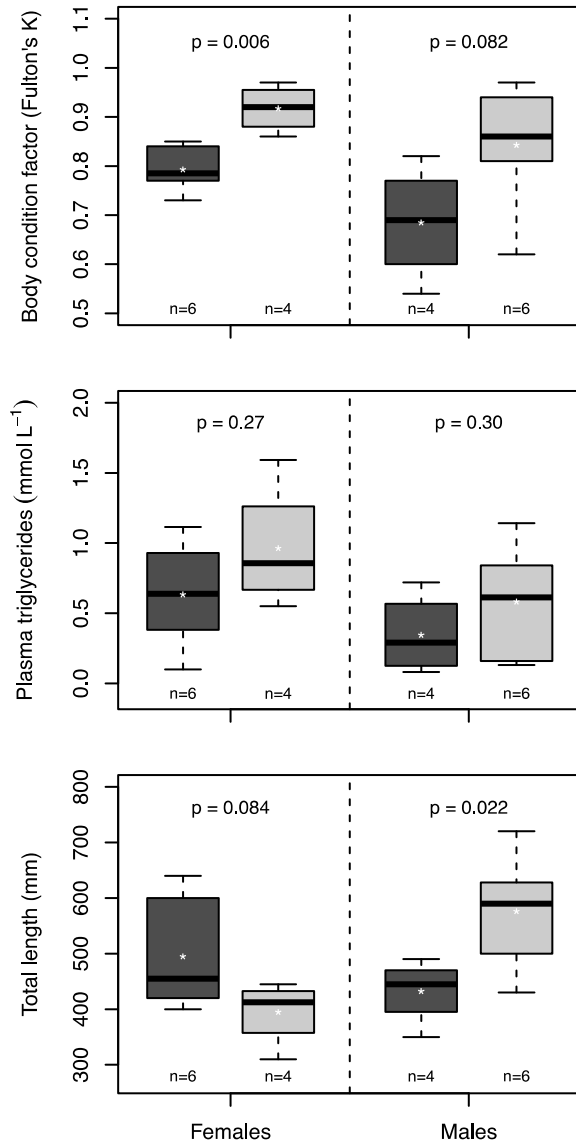 Body condition factor (Fulton's K)
1.1
1.0
0.9
0.8
0.7
0.6
0.5
p = 0.006
p = 0.082
n=6
n=4
n=4
n=6
Plasma triglycerides (mmol L⁻¹)
2.0
1.5
1.0
0.5
0.0
p = 0.27
p = 0.30
n=6
n=4
n=4
n=6
Total length (mm)
800
700
600
500
400
300
p = 0.084
p = 0.022
n=6
n=4
n=4
n=6
Females
Males